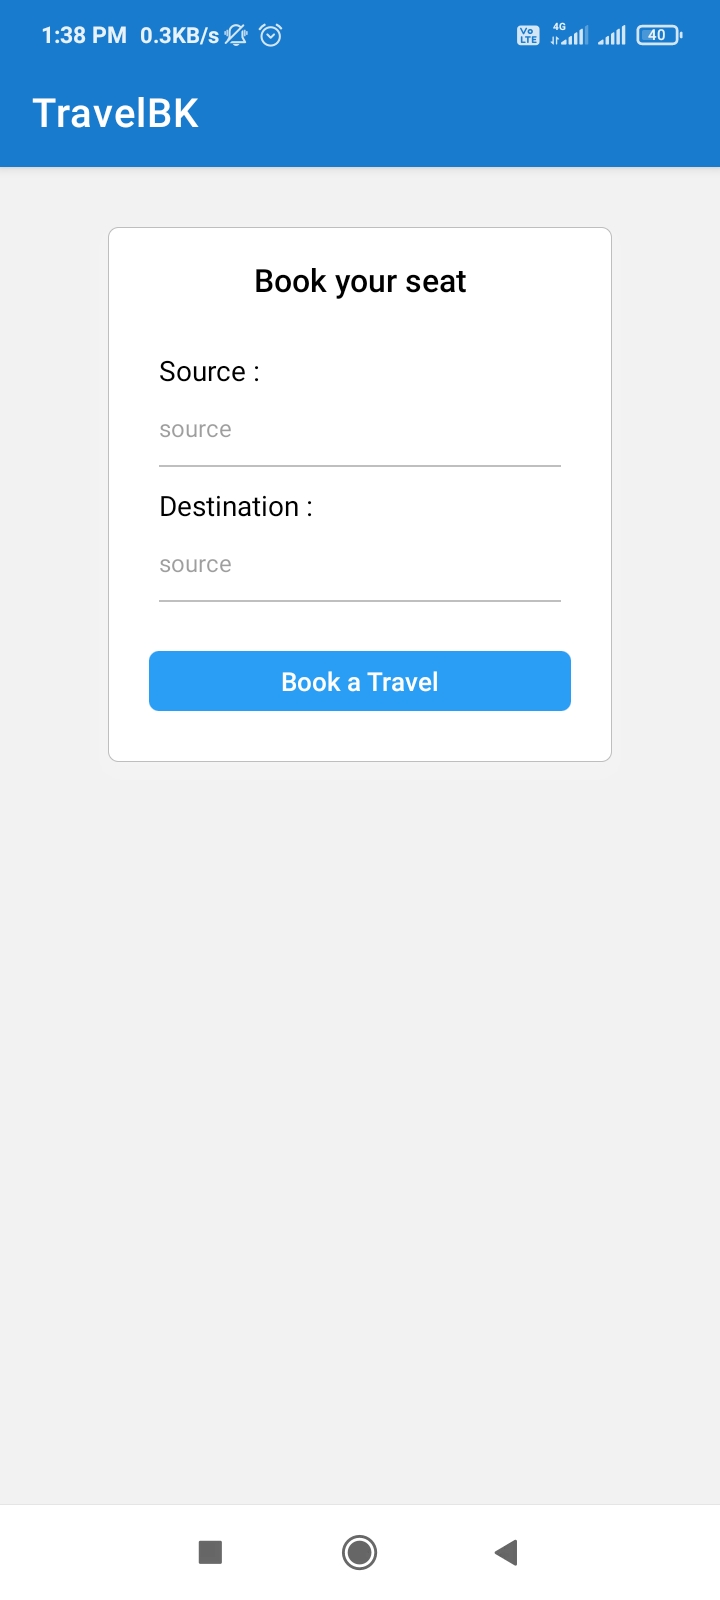 1:38 PM 0.3KB/s Vo LTE 4G 40
TravelBK
Book your seat
Source :
source
Destination :
source
Book a Travel